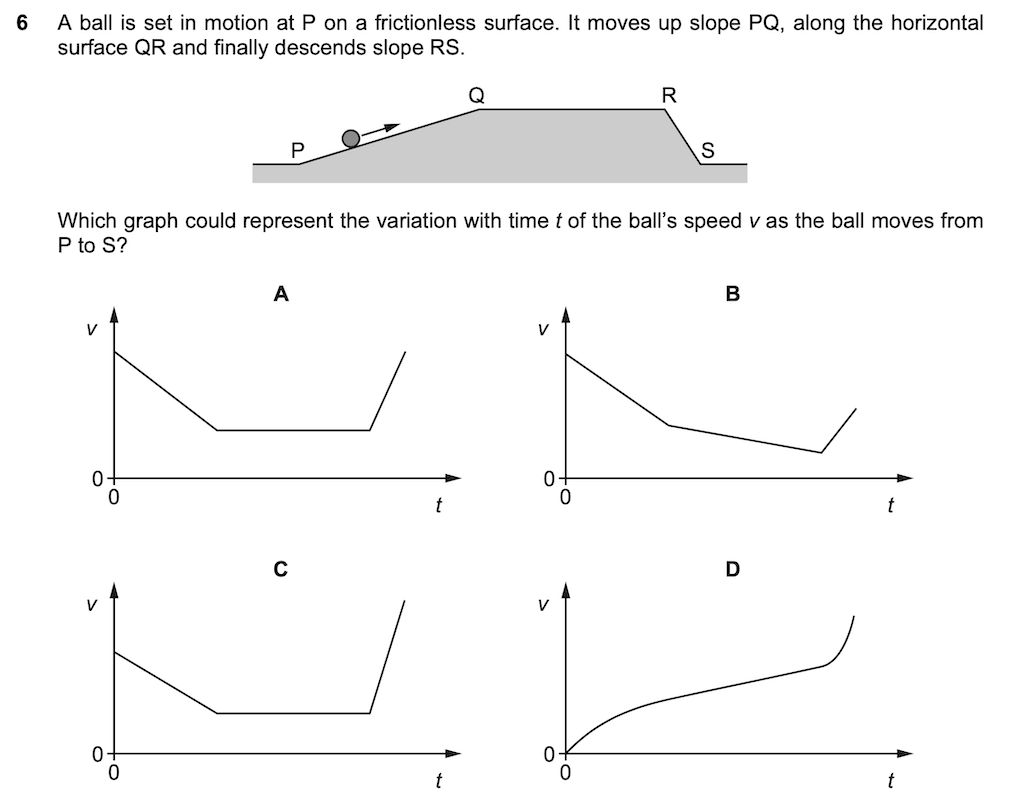 6 A ball is set in motion at P on a frictionless surface. It moves up slope PQ, along the horizontal
surface QR and finally descends slope RS.
Q R
P S
Which graph could represent the variation with time t of the ball’s speed v as the ball moves from
P to S?
A B
v v
0 0
0 t 0 t
C D
v v
0 0
0 t 0 t